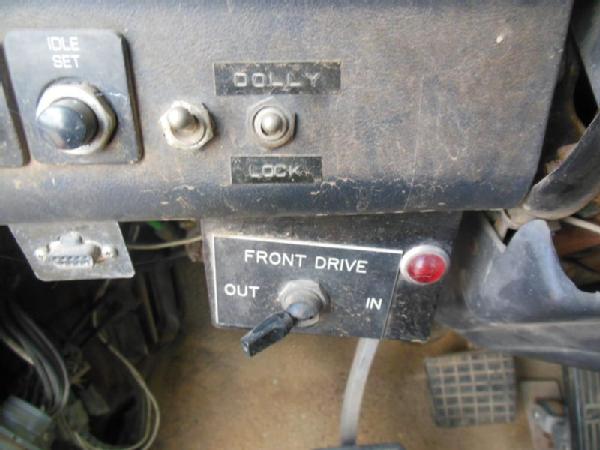 IDLE
SET
DOLLY
LOCK
FRONT DRIVE
OUT IN